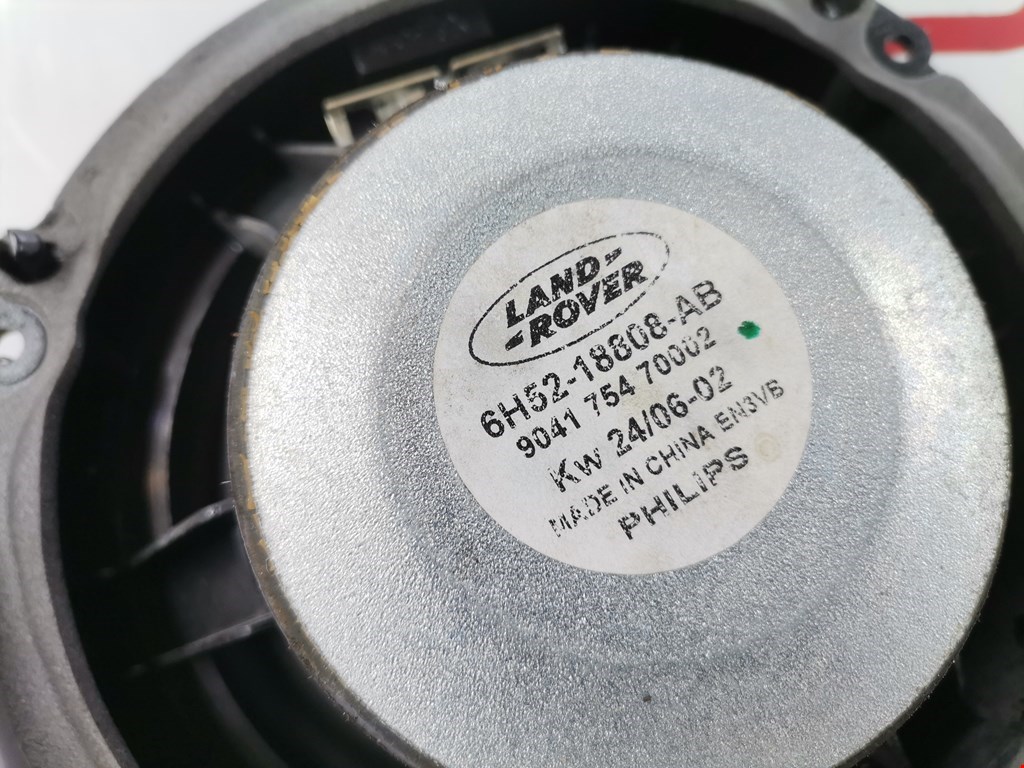 LAND-
-ROVER
6H52-18808-AB
9041 754 70002
KW 24/06-02
MADE IN CHINA EN3VB
PHILIPS